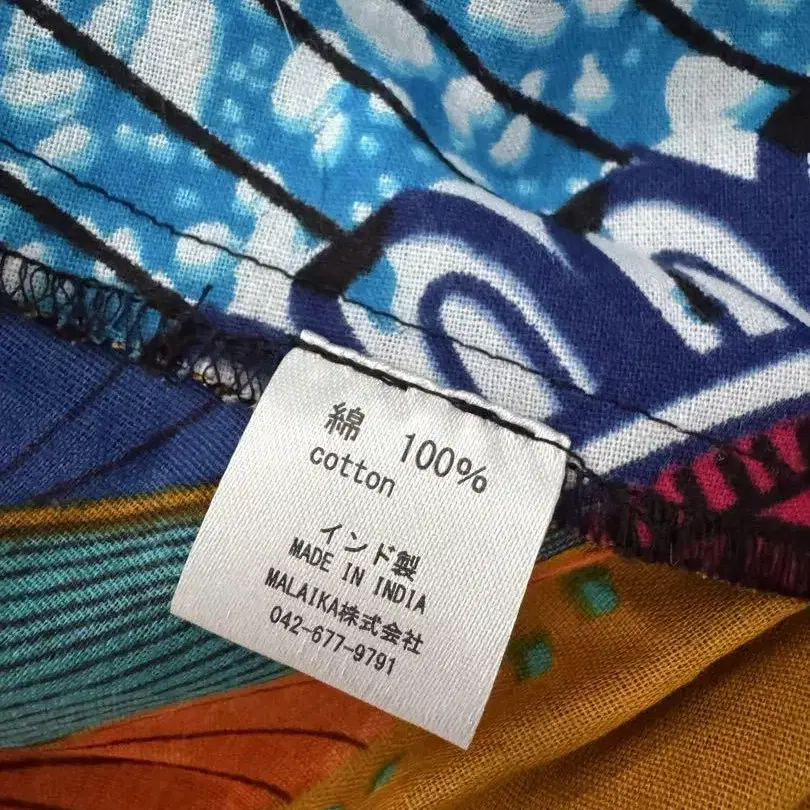 綿 100%
cotton
インド製
MADE IN INDIA
MALAIKA株式会社
042-677-9791